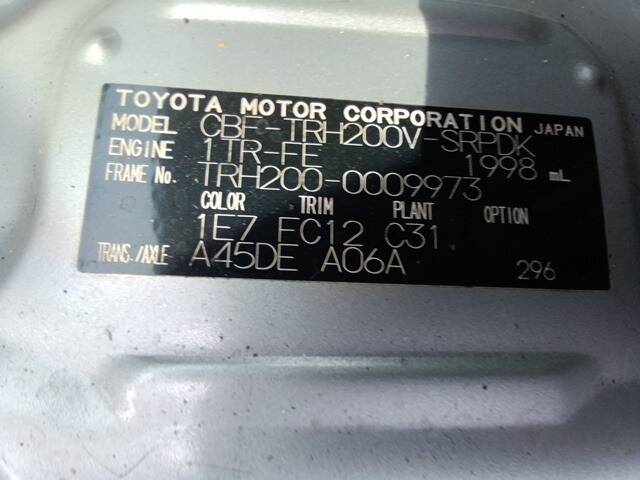 TOYOTA MOTOR CORPORATION JAPAN
MODEL CBF-TRH200V-SRPDK
ENGINE 1TR-FE 1998 mL
FRAME No. TRH200-0009973
COLOR TRIM PLANT OPTION
1E7 FC12 C31
TRANS./AXLE A45DE A06A 296